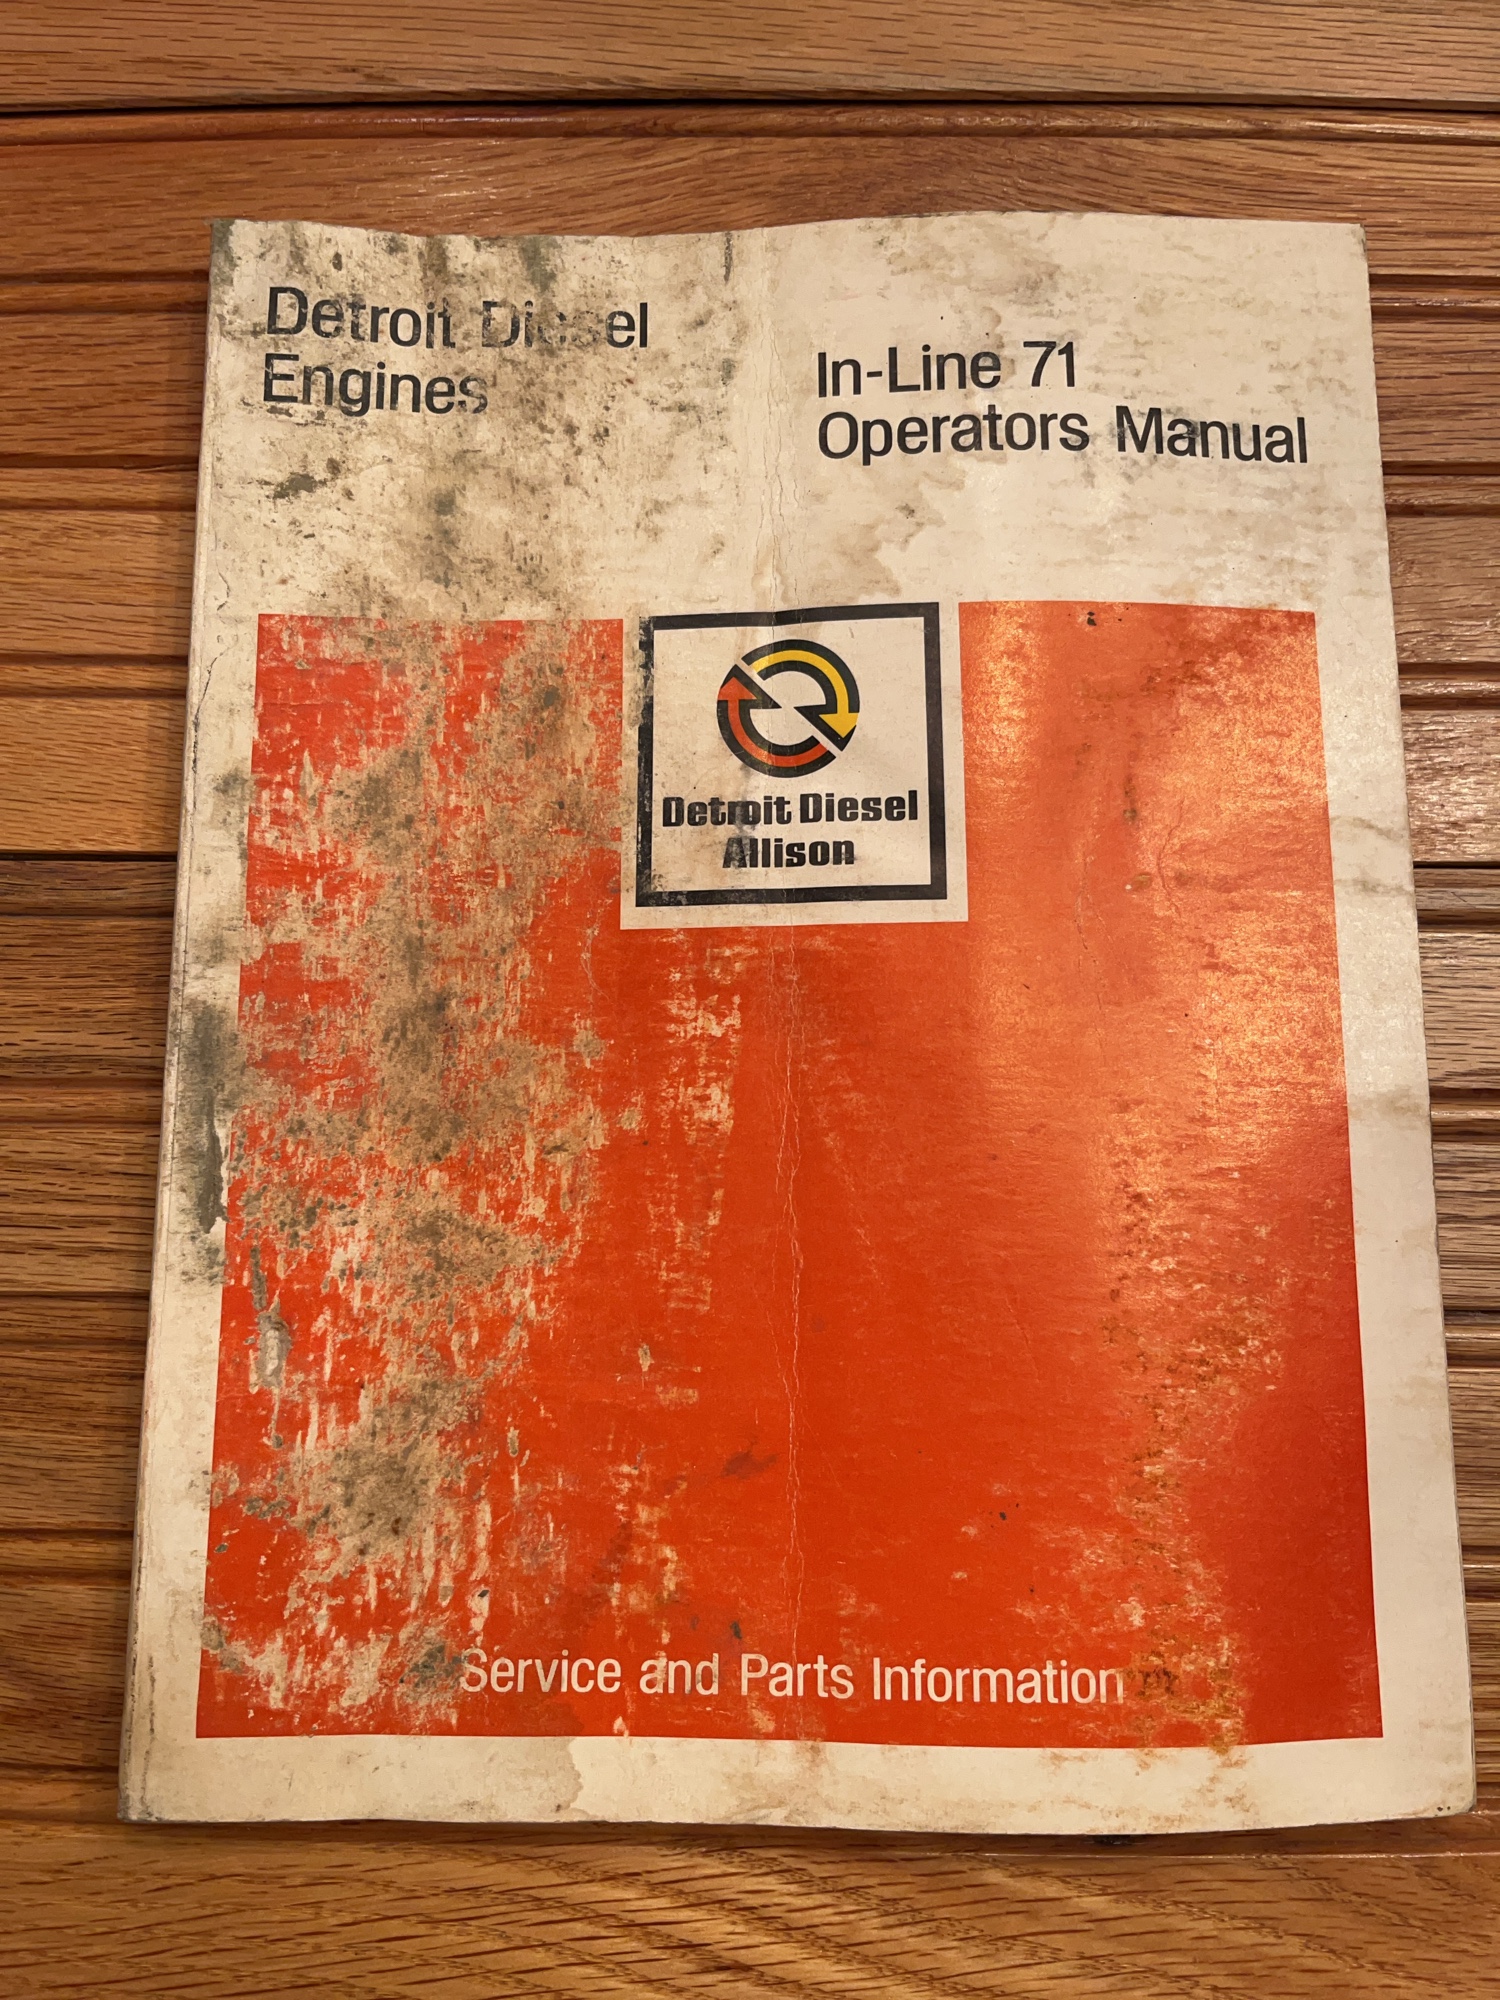 Detroit Diesel
Engines
In-Line 71
Operators Manual
Detroit Diesel
Allison
Service and Parts Information